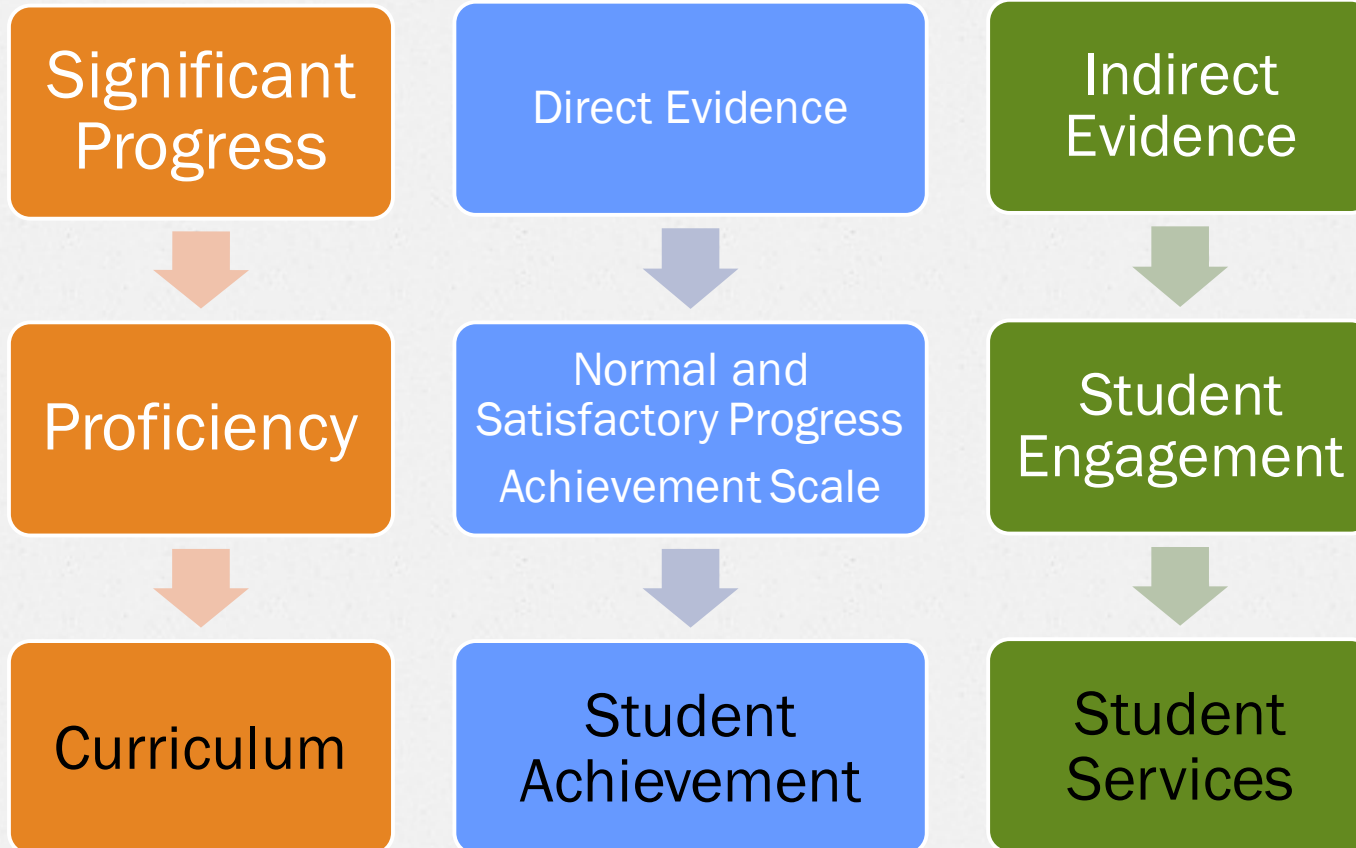 Significant
Progress
Direct Evidence
Indirect
Evidence
Proficiency
Normal and
Satisfactory Progress
Achievement Scale
Student
Engagement
Curriculum
Student
Achievement
Student
Services